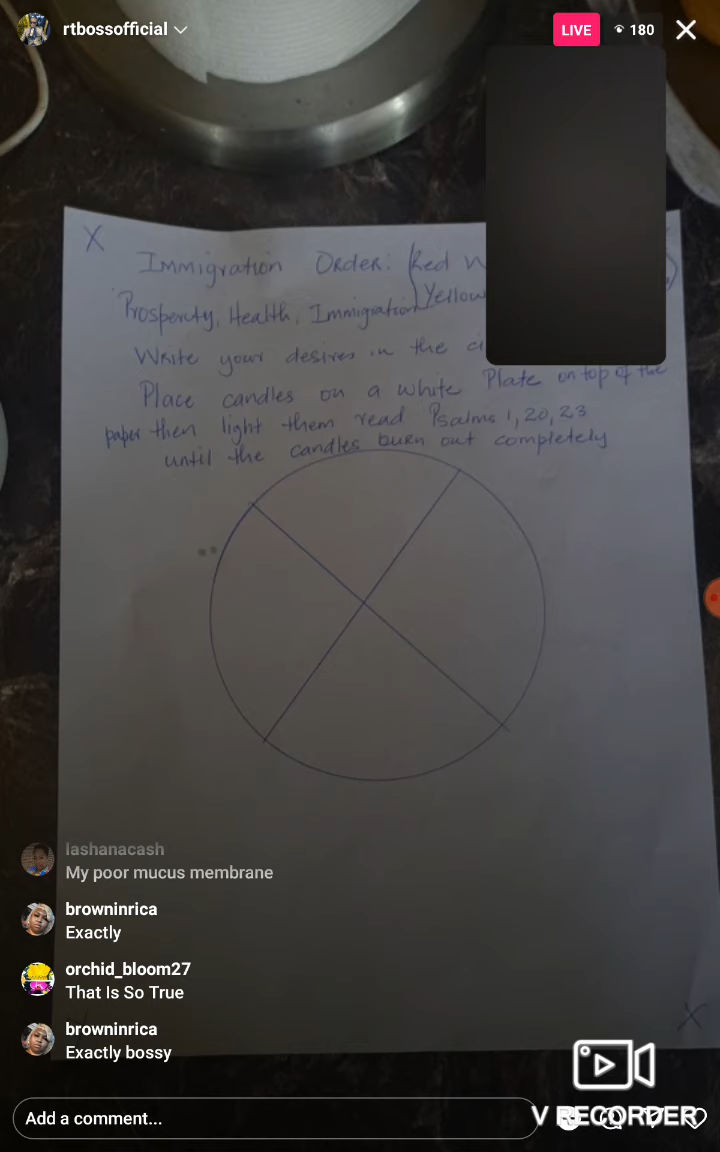 rtbossofficial
LIVE
180
X
Immigration Order: (Red
Prosperity, Health, Immigration
Yellow
Write your desires in the
Place candles on a white Plate on top of the
paper then light them read Psalms 1, 20, 23
until the candles burn out completely
lashanacash
My poor mucus membrane
browninrica
Exactly
orchid_bloom27
That Is So True
browninrica
Exactly bossy
X
Add a comment...
V RECORDER